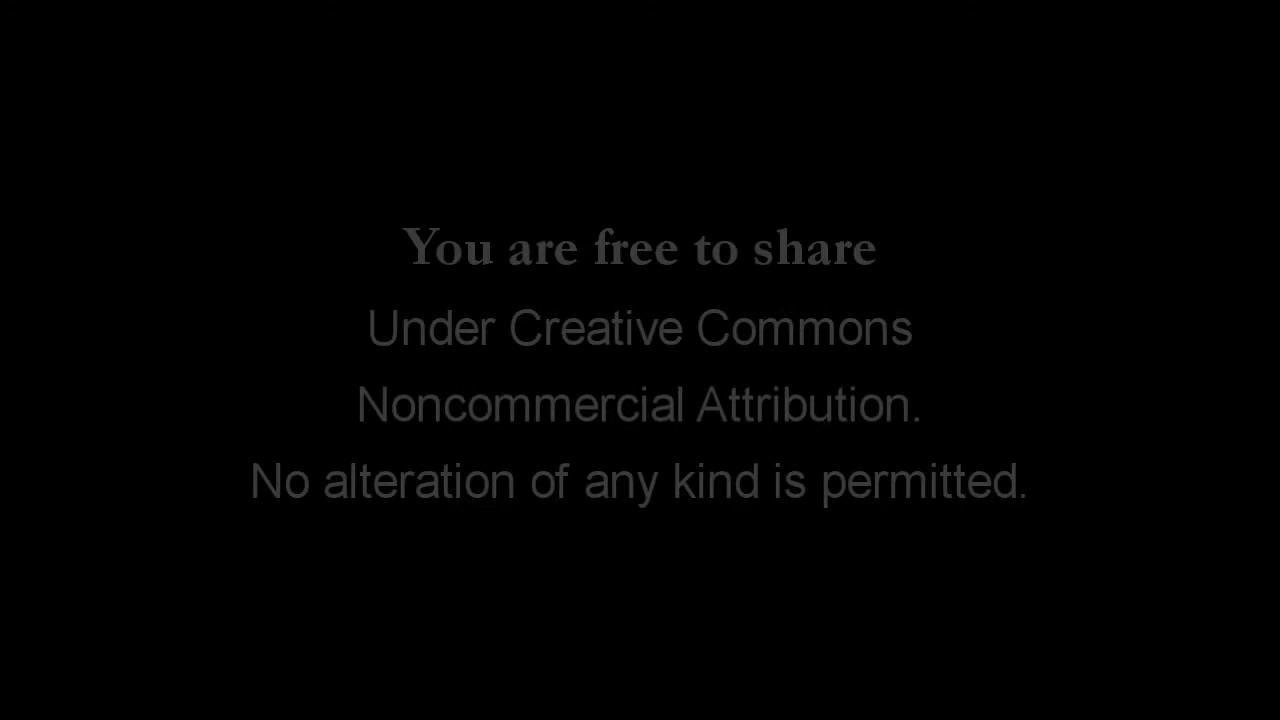 You are free to share
Under Creative Commons
Noncommercial Attribution.
No alteration of any kind is permitted.